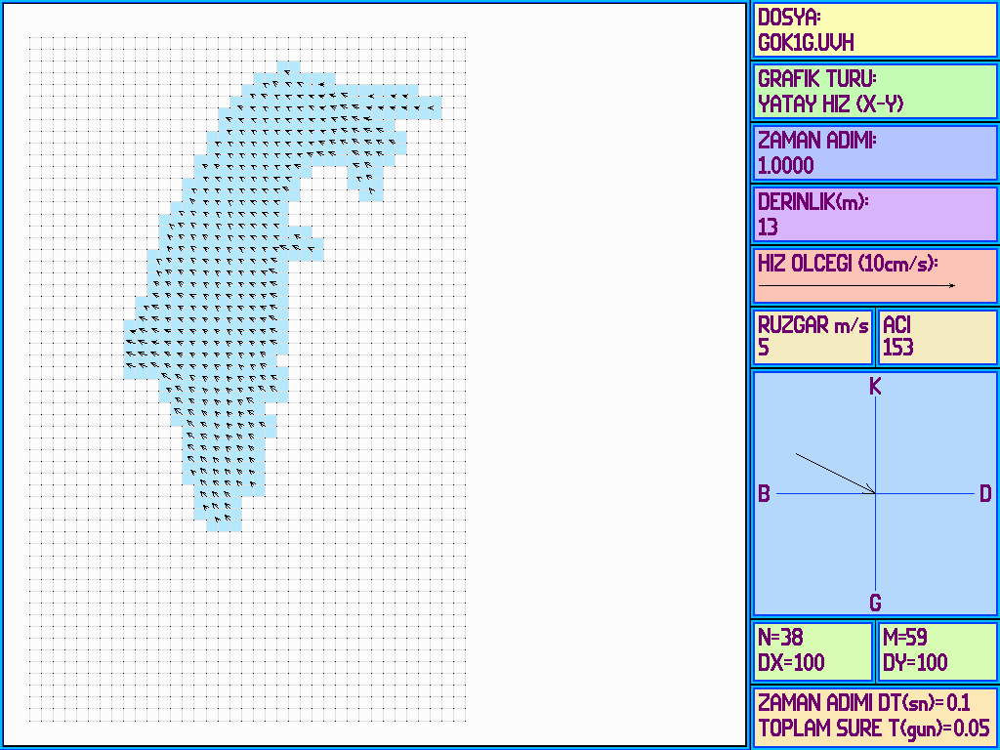 DOSYA:
GOK1G.UVH
GRAFIK TURU:
YATAY HIZ (X-Y)
ZAMAN ADIMI:
1.0000
DERINLIK(m):
13
HIZ OLCEGI (10cm/s):
RUZGAR m/s
5
ACI
153
K
B
D
G
N=38
DX=100
M=59
DY=100
ZAMAN ADIMI DT(sn)=0.1
TOPLAM SURE T(gun)=0.05